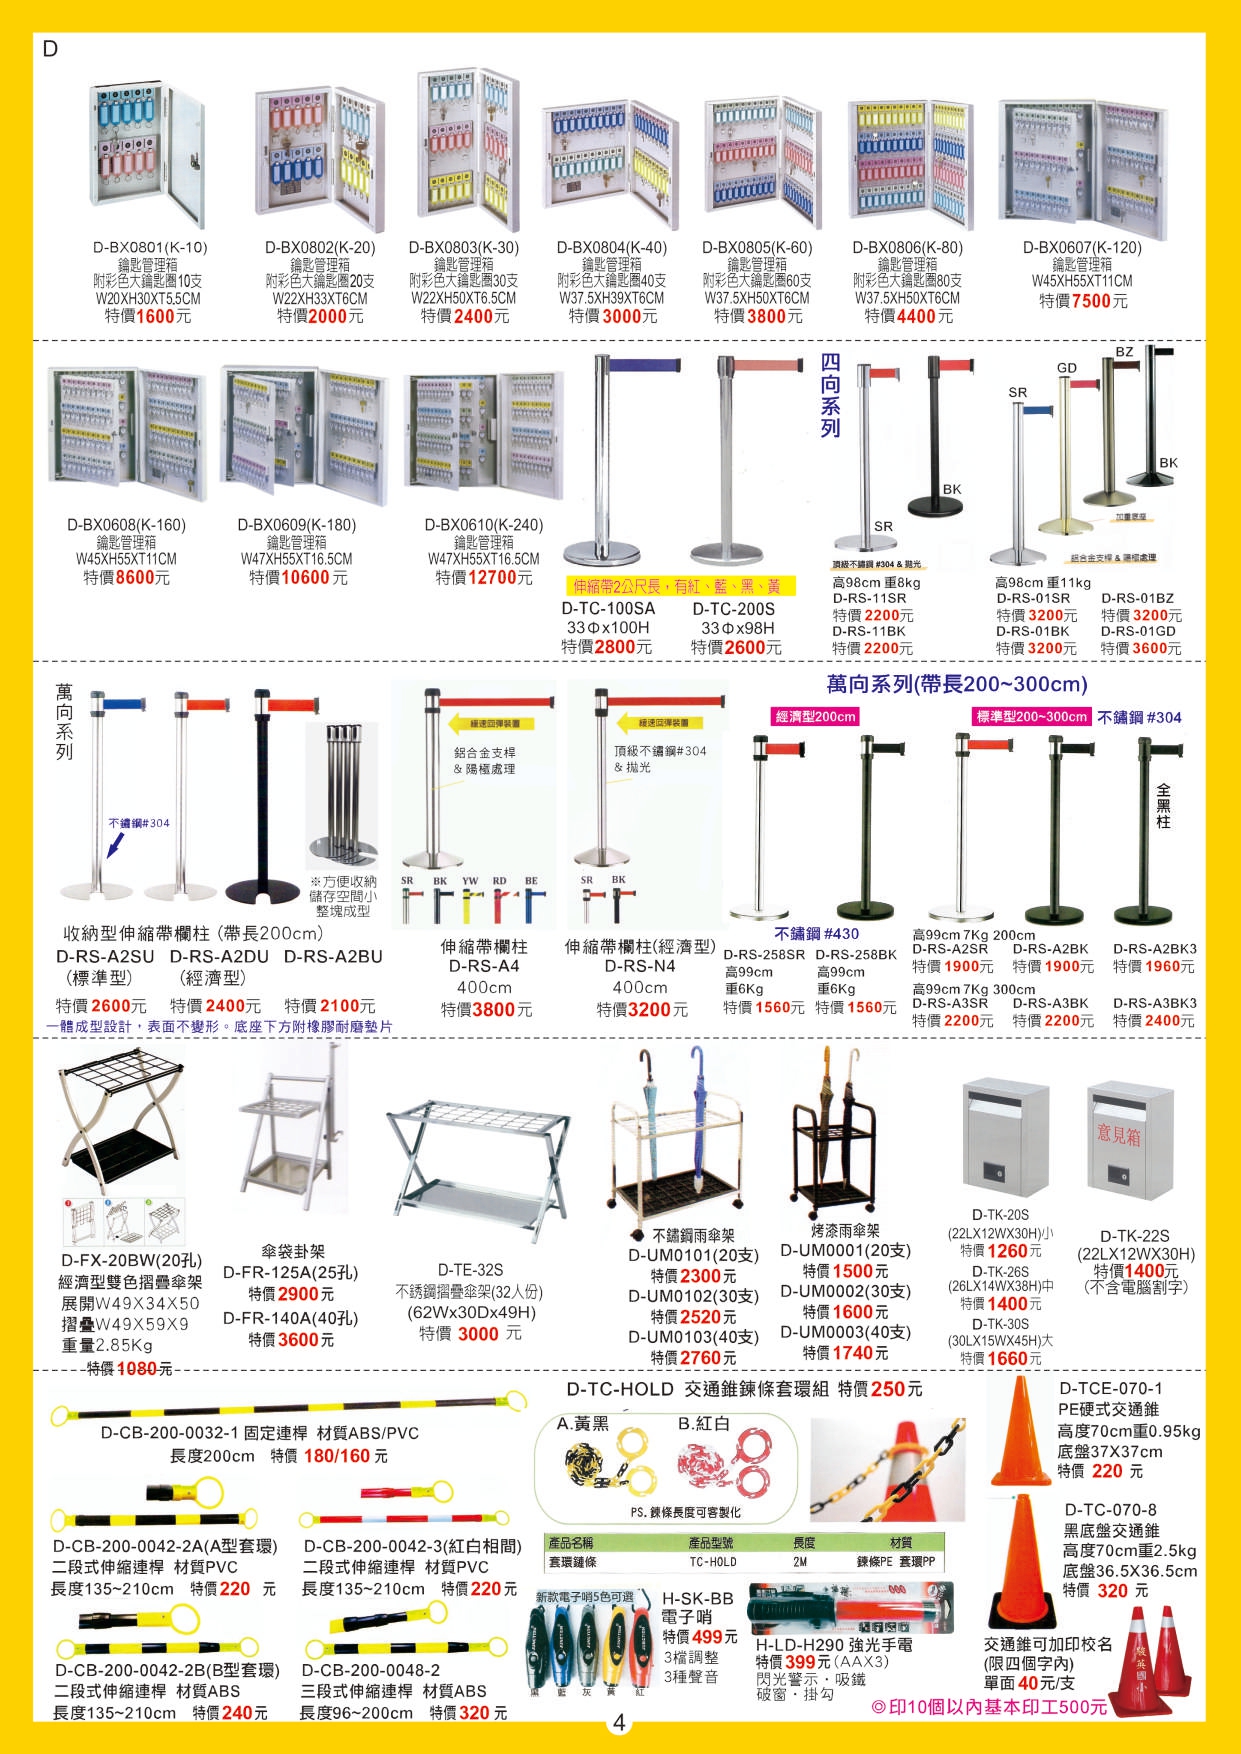 D
D-BX0801(K-10)
鑰匙管理箱
附彩色大鑰匙圈10支
W20XH30XT5.5CM
特價1600元
D-BX0802(K-20)
鑰匙管理箱
附彩色大鑰匙圈20支
W22XH33XT6CM
特價2000元
D-BX0803(K-30)
鑰匙管理箱
附彩色大鑰匙圈30支
W22XH50XT6.5CM
特價2400元
D-BX0804(K-40)
鑰匙管理箱
附彩色大鑰匙圈40支
W37.5XH39XT6CM
特價3000元
D-BX0805(K-60)
鑰匙管理箱
附彩色大鑰匙圈60支
W37.5XH50XT6CM
特價3800元
D-BX0806(K-80)
鑰匙管理箱
附彩色大鑰匙圈80支
W37.5XH50XT6CM
特價4400元
D-BX0607(K-120)
鑰匙管理箱
W45XH55XT11CM
特價7500元
D-BX0608(K-160)
鑰匙管理箱
W45XH55XT11CM
特價8600元
D-BX0609(K-180)
鑰匙管理箱
W47XH55XT16.5CM
特價10600元
D-BX0610(K-240)
鑰匙管理箱
W47XH55XT16.5CM
特價12700元
伸縮帶2公尺長，有紅、藍、黑、黃
D-TC-100SA
33Φx100H
特價2800元
D-TC-200S
33Φx98H
特價2600元
四向系列
SR
BK
頂級不鏽鋼 #304 & 拋光
高98cm 重8kg
D-RS-11SR
特價 2200元
D-RS-11BK
特價 2200元
SR
GD
BZ
BK
加重底座
鋁合金支桿 & 陽極處理
高98cm 重11kg
D-RS-01SR
特價 3200元
D-RS-01BK
特價 3200元
D-RS-01BZ
特價 3200元
D-RS-01GD
特價 3600元
萬向系列
不鏽鋼#304
※方便收納
儲存空間小
整塊成型
收納型伸縮帶欄柱 (帶長200cm)
D-RS-A2SU
(標準型)
特價 2600元
D-RS-A2DU
(經濟型)
特價 2400元
D-RS-A2BU
特價 2100元
一體成型設計，表面不變形。底座下方附橡膠耐磨墊片
緩速回彈裝置
鋁合金支桿
& 陽極處理
SR BK YW RD BE
伸縮帶欄柱
D-RS-A4
400cm
特價3800元
緩速回彈裝置
頂級不鏽鋼#304
& 拋光
SR BK
伸縮帶欄柱(經濟型)
D-RS-N4
400cm
特價3200元
萬向系列(帶長200~300cm)
經濟型200cm
不鏽鋼 #430
D-RS-258SR
高99cm
重6Kg
特價 1560元
D-RS-258BK
高99cm
重6Kg
特價 1560元
標準型200~300cm 不鏽鋼 #304
全黑柱
高99cm 7Kg 200cm
D-RS-A2SR
特價 1900元
D-RS-A2BK
特價 1900元
D-RS-A2BK3
特價 1960元
高99cm 7Kg 300cm
D-RS-A3SR
特價 2200元
D-RS-A3BK
特價 2200元
D-RS-A3BK3
特價 2400元
D-FX-20BW(20孔)
經濟型雙色摺疊傘架
展開W49X34X50
摺疊W49X59X9
重量2.85Kg
特價 1080元
傘袋掛架
D-FR-125A(25孔)
特價 2900元
D-FR-140A(40孔)
特價 3600元
D-TE-32S
不銹鋼摺疊傘架(32人份)
(62Wx30Dx49H)
特價 3000 元
不鏽鋼雨傘架
D-UM0101(20支)
特價 2300元
D-UM0102(30支)
特價 2520元
D-UM0103(40支)
特價 2760元
烤漆雨傘架
D-UM0001(20支)
特價 1500元
D-UM0002(30支)
特價 1600元
D-UM0003(40支)
特價 1740元
D-TK-20S
(22LX12WX30H)小
特價 1260元
D-TK-26S
(26LX14WX38H)中
特價 1400元
D-TK-30S
(30LX15WX45H)大
特價 1660元
意見箱
D-TK-22S
(22LX12WX30H)
特價1400元
(不含電腦割字)
D-CB-200-0032-1 固定連桿 材質ABS/PVC
長度200cm 特價 180/160 元
D-CB-200-0042-2A(A型套環)
二段式伸縮連桿 材質PVC
長度135~210cm 特價220 元
D-CB-200-0042-3(紅白相間)
二段式伸縮連桿 材質PVC
長度135~210cm 特價220元
D-CB-200-0042-2B(B型套環)
二段式伸縮連桿 材質ABS
長度135~210cm 特價240元
D-CB-200-0048-2
三段式伸縮連桿 材質ABS
長度96~200cm 特價320 元
D-TC-HOLD 交通錐鍊條套環組 特價250元
A.黃黑
B.紅白
PS. 鍊條長度可客製化
產品名稱 產品型號 長度 材質
套環鏈條 TC-HOLD 2M 鍊條PE 套環PP
新款電子哨5色可選
黑 藍 灰 黃 紅
H-SK-BB
電子哨
特價499元
3檔調整
3種聲音
H-LD-H290 強光手電
特價399元(AAX3)
閃光警示．吸鐵
破窗．掛勾
D-TCE-070-1
PE硬式交通錐
高度70cm重0.95kg
底盤37X37cm
特價 220 元
D-TC-070-8
黑底盤交通錐
高度70cm重2.5kg
底盤36.5X36.5cm
特價 320 元
交通錐可加印校名
(限四個字內)
單面40元/支
駿英國小
◎印10個以內基本印工500元
4